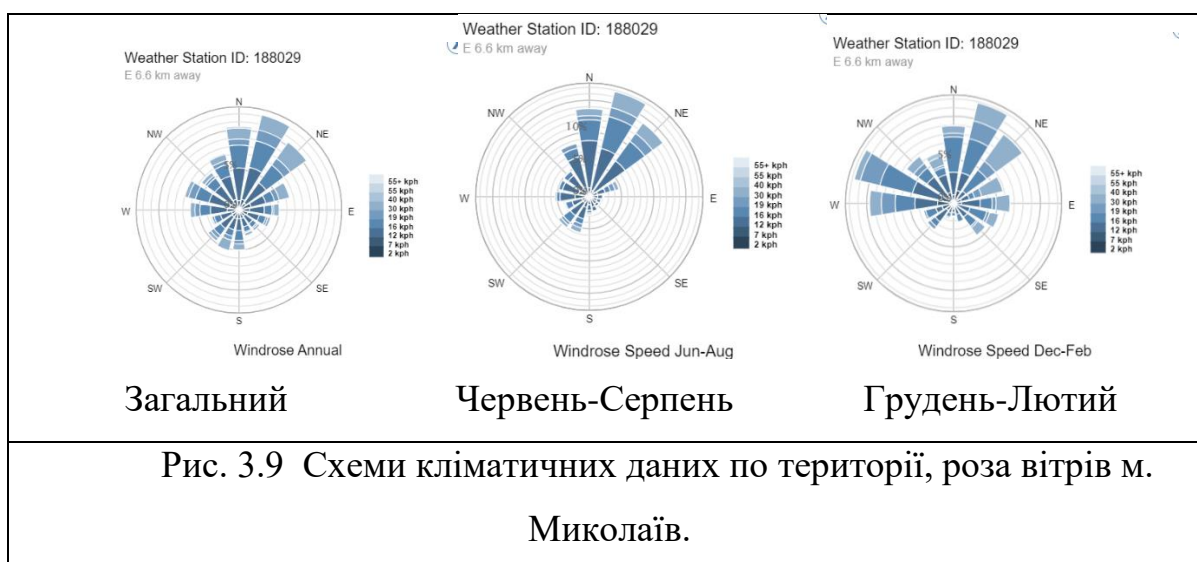 Weather Station ID: 188029
E 6.6 km away
N
NE
E
SE
S
SW
W
NW
5%
55+ kph
55 kph
40 kph
30 kph
19 kph
16 kph
12 kph
7 kph
2 kph
Windrose Annual
Загальний
Weather Station ID: 188029
E 6.6 km away
N
NE
E
SE
S
SW
W
NW
10%
55+ kph
55 kph
40 kph
30 kph
19 kph
16 kph
12 kph
7 kph
2 kph
Windrose Speed Jun-Aug
Червень-Серпень
Weather Station ID: 188029
E 6.6 km away
N
NE
E
SE
S
SW
W
NW
5%
55+ kph
55 kph
40 kph
30 kph
19 kph
16 kph
12 kph
7 kph
2 kph
Windrose Speed Dec-Feb
Грудень-Лютий
Рис. 3.9 Схеми кліматичних даних по території, роза вітрів м.
Миколаїв.